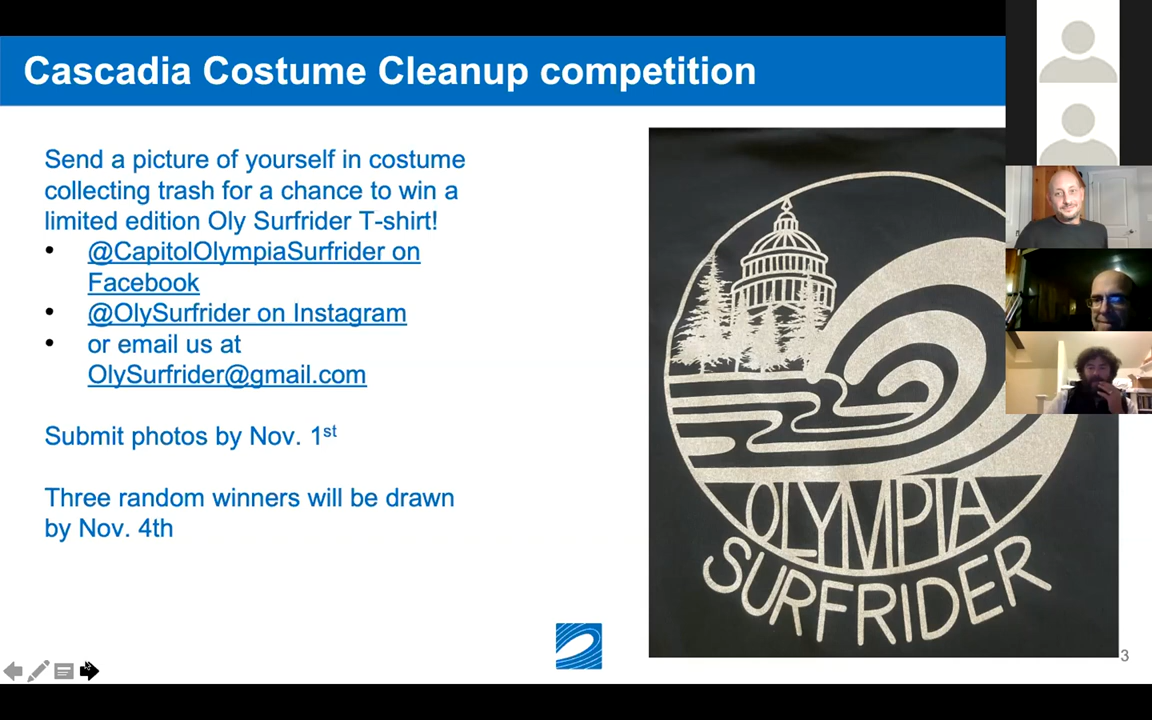 Cascadia Costume Cleanup competition
Send a picture of yourself in costume
collecting trash for a chance to win a
limited edition Oly Surfrider T-shirt!
• @CapitolOlympiaSurfrider on
Facebook
• @OlySurfrider on Instagram
• or email us at
OlySurfrider@gmail.com
Submit photos by Nov. 1st
Three random winners will be drawn
by Nov. 4th
OLYMPIA
SURFRIDER
3